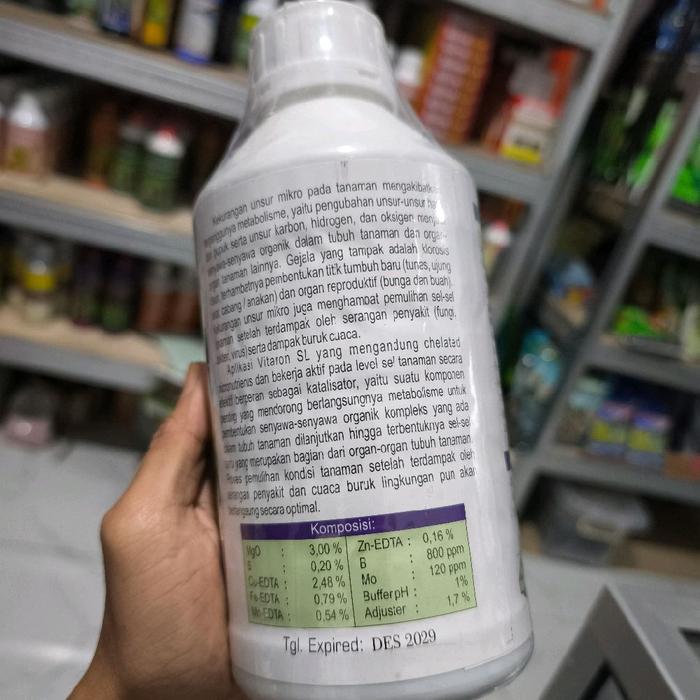 Kekurangan unsur mikro pada tanaman mengakibatkan
terganggunya metabolisme, yaitu pengubahan unsur-unsur
pupuk serta unsur karbon, hidrogen, dan oksigen
senyawa-senyawa organik dalam tubuh tanaman dan organ-
organ tanaman lainnya. Gejala yang tampak adalah klorosis
dan terhambatnya pembentukan titik tumbuh baru (tunas, ujung
cabang / anakan) dan organ reproduktif (bunga dan buah).
Kekurangan unsur mikro juga menghambat pemulihan sel-sel
tanaman setelah terdampak oleh serangan penyakit (fungi,
virus) serta dampak buruk cuaca.
Aplikasi Vitaron SL yang mengandung chelated
micronutrients dan bekerja aktif pada level sel tanaman secara
efektif berperan sebagai katalisator, yaitu suatu komponen
penting yang mendorong berlangsungnya metabolisme untuk
pembentukan senyawa-senyawa organik kompleks yang ada
dalam tubuh tanaman dilanjutkan hingga terbentuknya sel-sel
baru yang merupakan bagian dari organ-organ tubuh tanaman.
Proses pemulihan kondisi tanaman setelah terdampak oleh
serangan penyakit dan cuaca buruk lingkungan pun akan
berlangsung secara optimal.
Komposisi:
MgO : 3,00 %
S : 0,20 %
Cu-EDTA : 2,48 %
Fe-EDTA : 0,79 %
Mn-EDTA : 0,54 %
Zn-EDTA : 0,16 %
B : 800 ppm
Mo : 120 ppm
Buffer pH : 1%
Adjuster : 1,7 %
Tgl. Expired: DES 2029